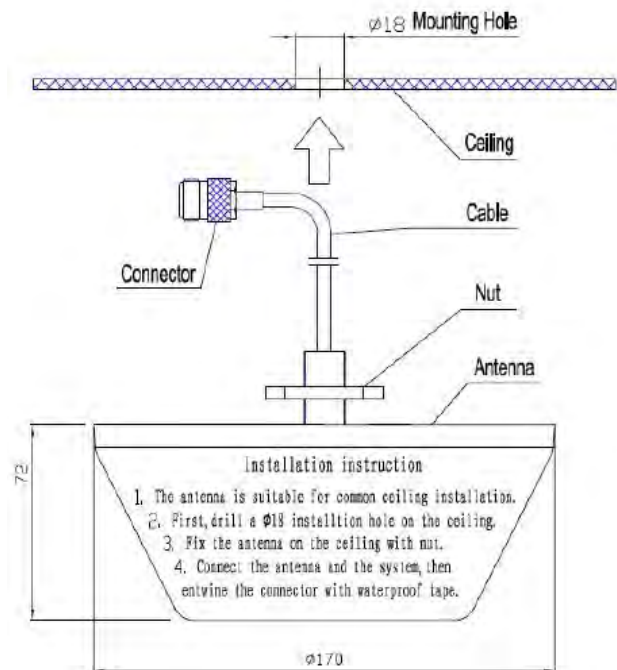 Ø18 Mounting Hole
Ceiling
Cable
Connector
Nut
Antenna
72
Installation instruction
1. The antenna is suitable for common ceiling installation.
2. First, drill a Ø18 installtion hole on the ceiling.
3. Fix the antenna on the ceiling with nut.
4. Connect the antenna and the system, then
entwine the connector with waterproof tape.
Ø170